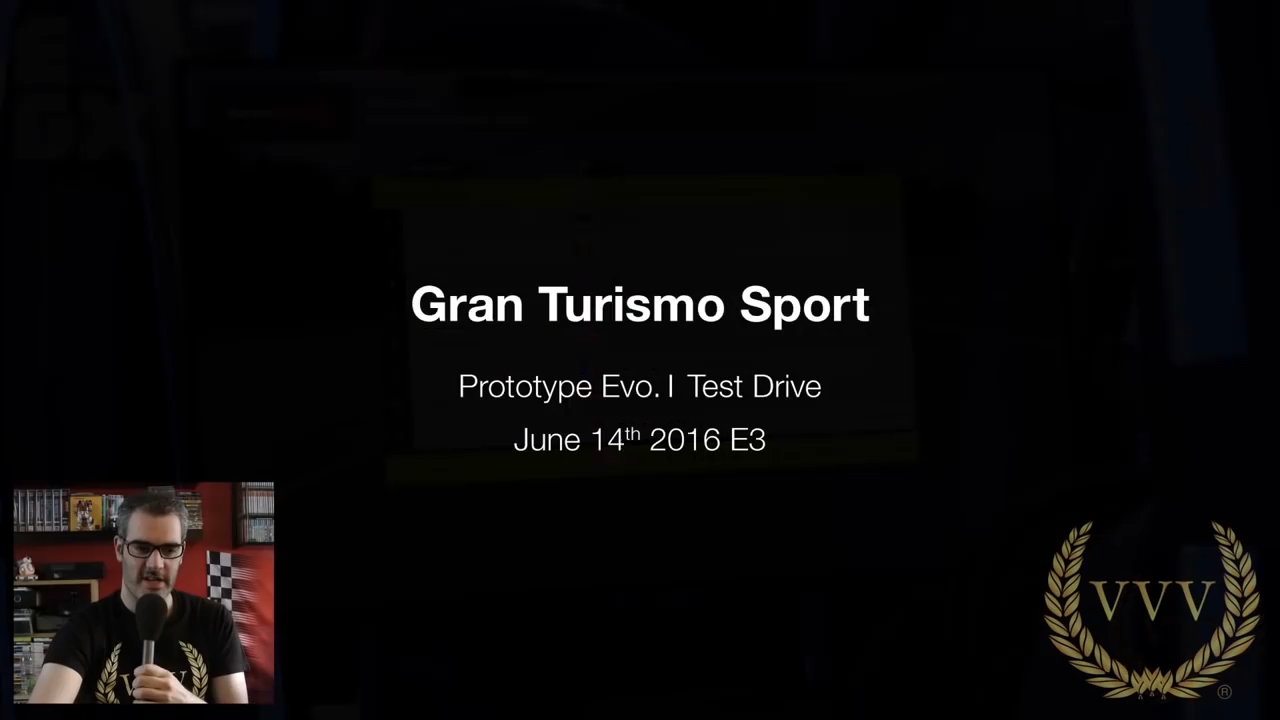 Gran Turismo Sport
Prototype Evo. I Test Drive
June 14th 2016 E3
VVV
®